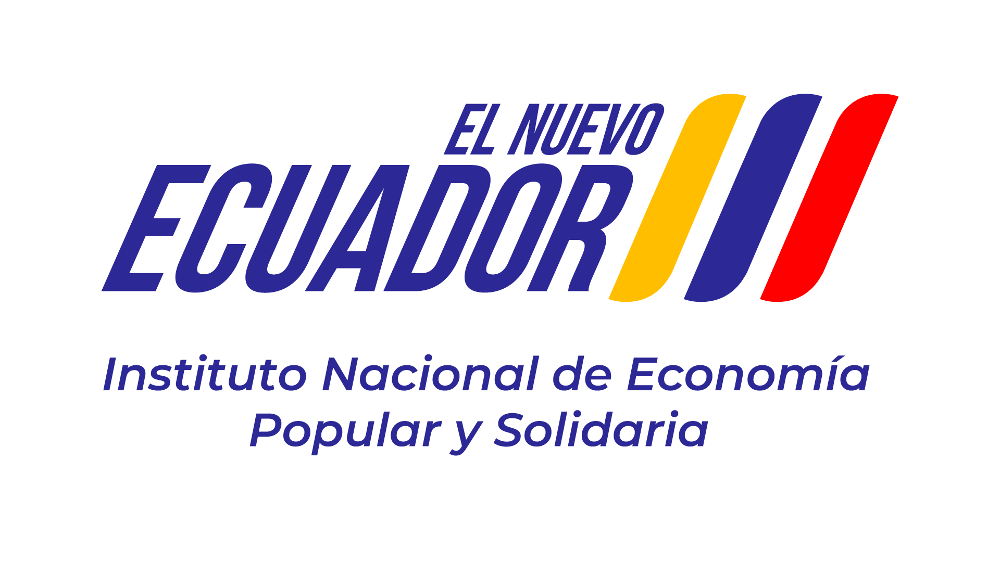 EL NUEVO
ECUADOR
Instituto Nacional de Economía
Popular y Solidaria